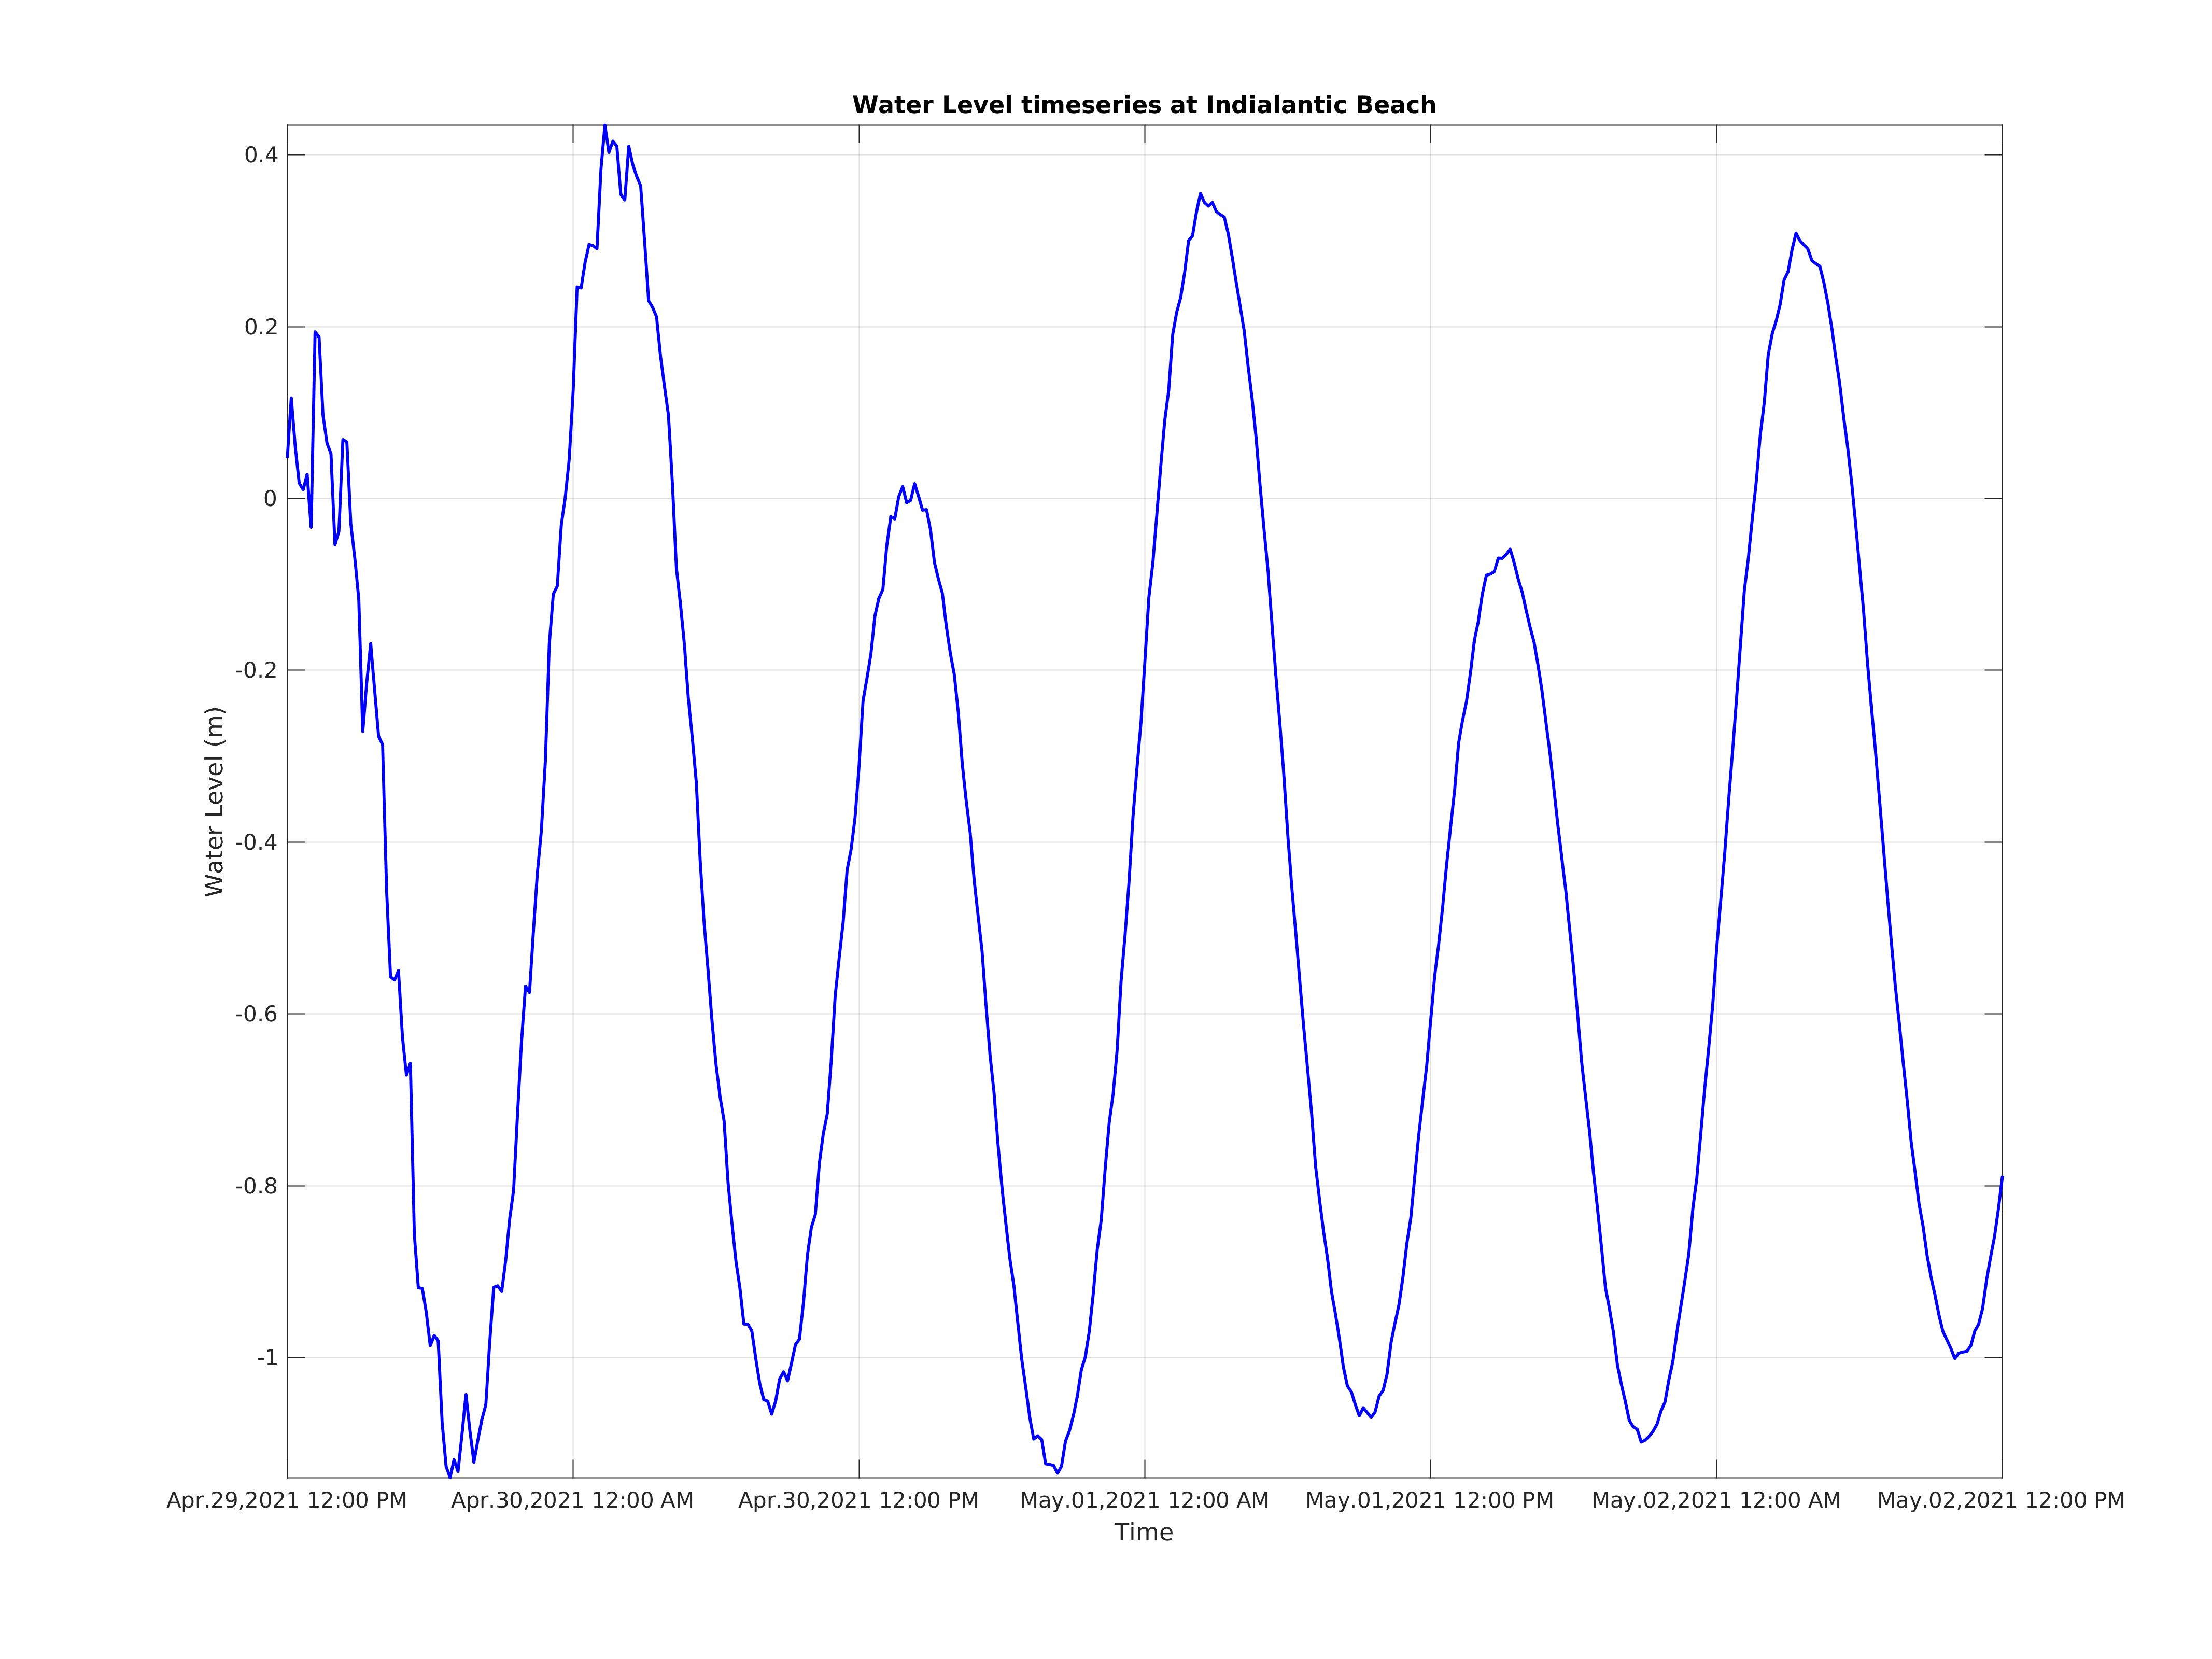 Water Level timeseries at Indialantic Beach
0.4
0.2
0
-0.2
-0.4
-0.6
-0.8
-1
Water Level (m)
Apr.29,2021 12:00 PM Apr.30,2021 12:00 AM Apr.30,2021 12:00 PM May.01,2021 12:00 AM May.01,2021 12:00 PM May.02,2021 12:00 AM May.02,2021 12:00 PM
Time